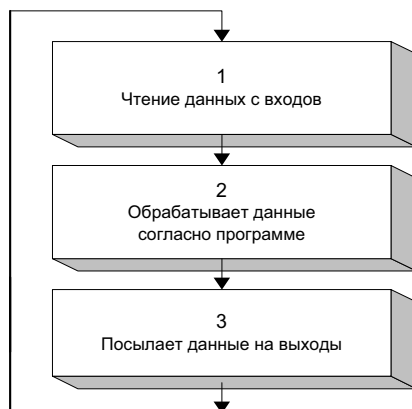 1
Чтение данных с входов
2
Обрабатывает данные
согласно программе
3
Посылает данные на выходы